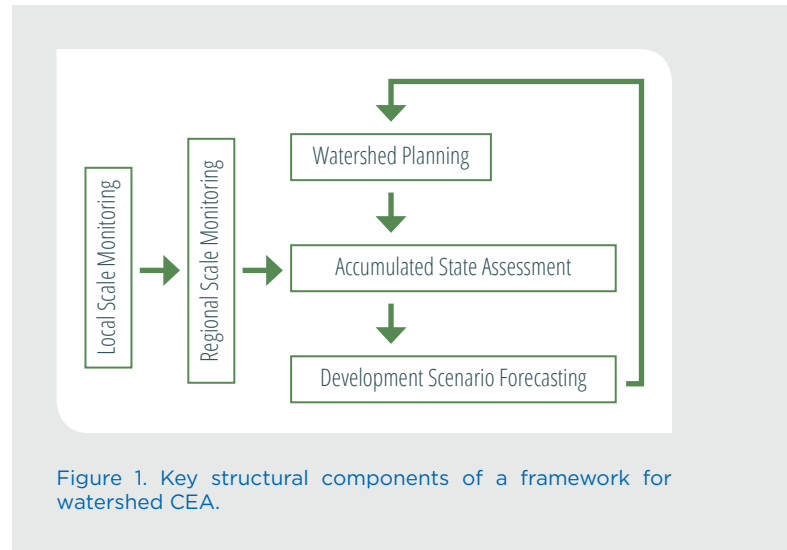 Local Scale Monitoring
Regional Scale Monitoring
Watershed Planning
Accumulated State Assessment
Development Scenario Forecasting
Figure 1. Key structural components of a framework for
watershed CEA.